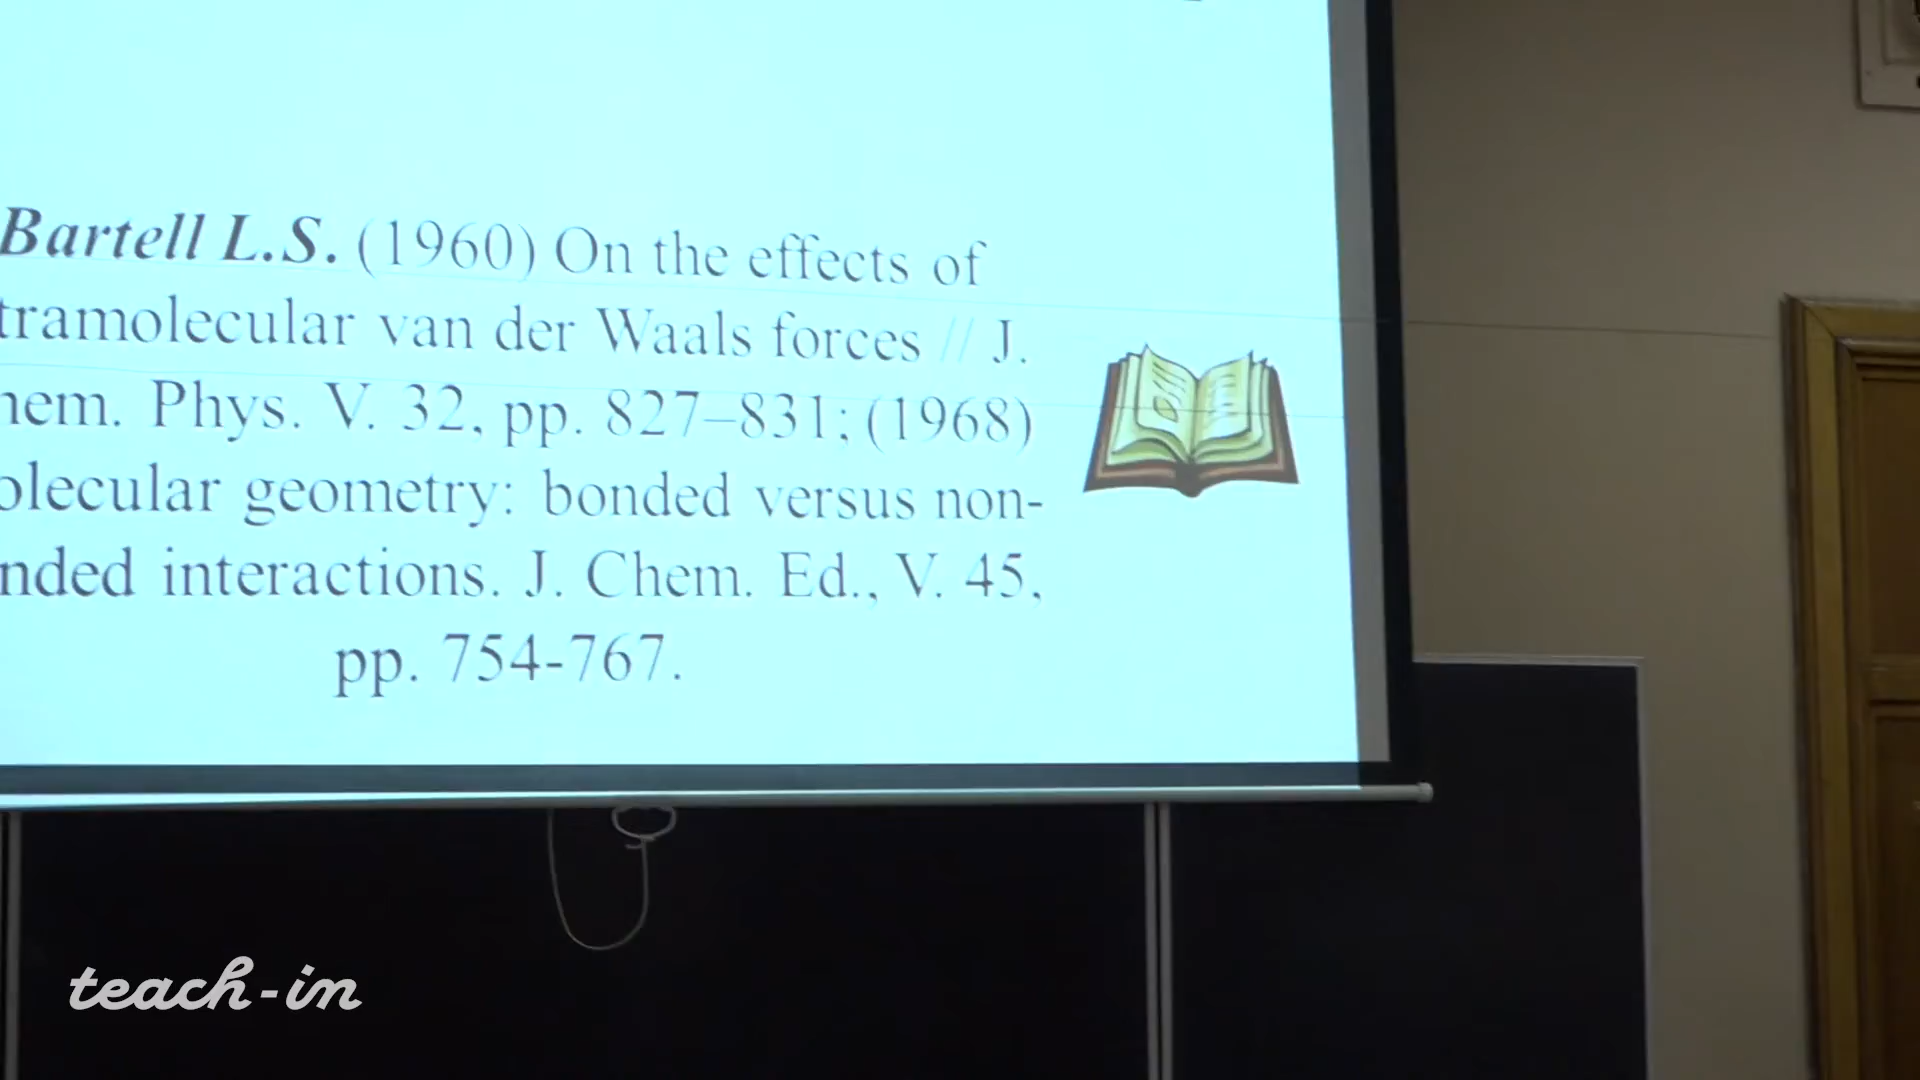 Bartell L.S. (1960) On the effects of
tramolecular van der Waals forces // J.
hem. Phys. V. 32, pp. 827–831; (1968)
olecular geometry: bonded versus non-
nded interactions. J. Chem. Ed., V. 45,
pp. 754-767.
teach-in